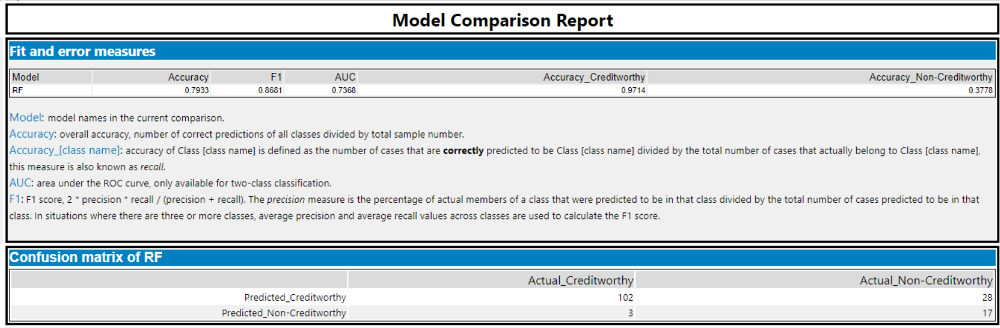 Model Comparison Report
Fit and error measures
Model Accuracy F1 AUC Accuracy_Creditworthy Accuracy_Non-Creditworthy
RF 0.7933 0.8681 0.7368 0.9714 0.3778
Model: model names in the current comparison.
Accuracy: overall accuracy, number of correct predictions of all classes divided by total sample number.
Accuracy_[class name]: accuracy of Class [class name] is defined as the number of cases that are correctly predicted to be Class [class name] divided by the total number of cases that actually belong to Class [class name],
this measure is also known as recall.
AUC: area under the ROC curve, only available for two-class classification.
F1: F1 score, 2 * precision * recall / (precision + recall). The precision measure is the percentage of actual members of a class that were predicted to be in that class divided by the total number of cases predicted to be in that
class. In situations where there are three or more classes, average precision and average recall values across classes are used to calculate the F1 score.
Confusion matrix of RF
Actual_Creditworthy Actual_Non-Creditworthy
Predicted_Creditworthy 102 28
Predicted_Non-Creditworthy 3 17